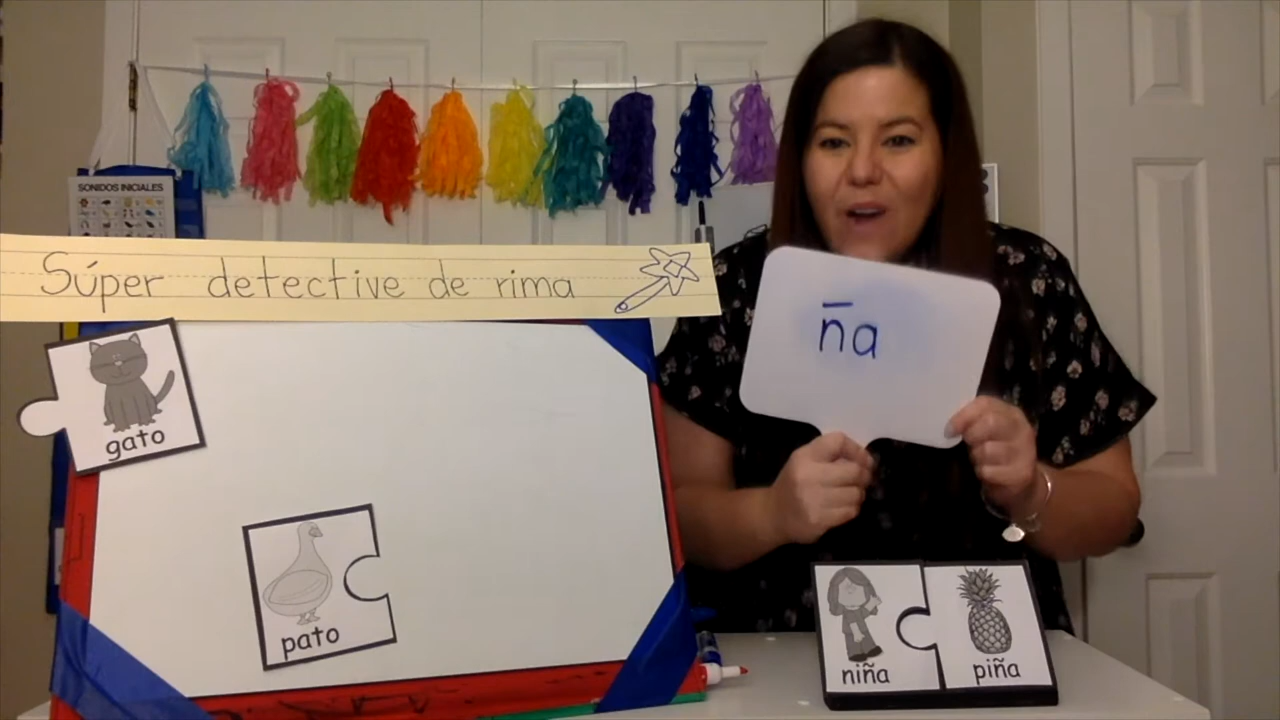 SONIDOS INICIALES
Súper detective de rima
ña
gato
pato
niña
piña